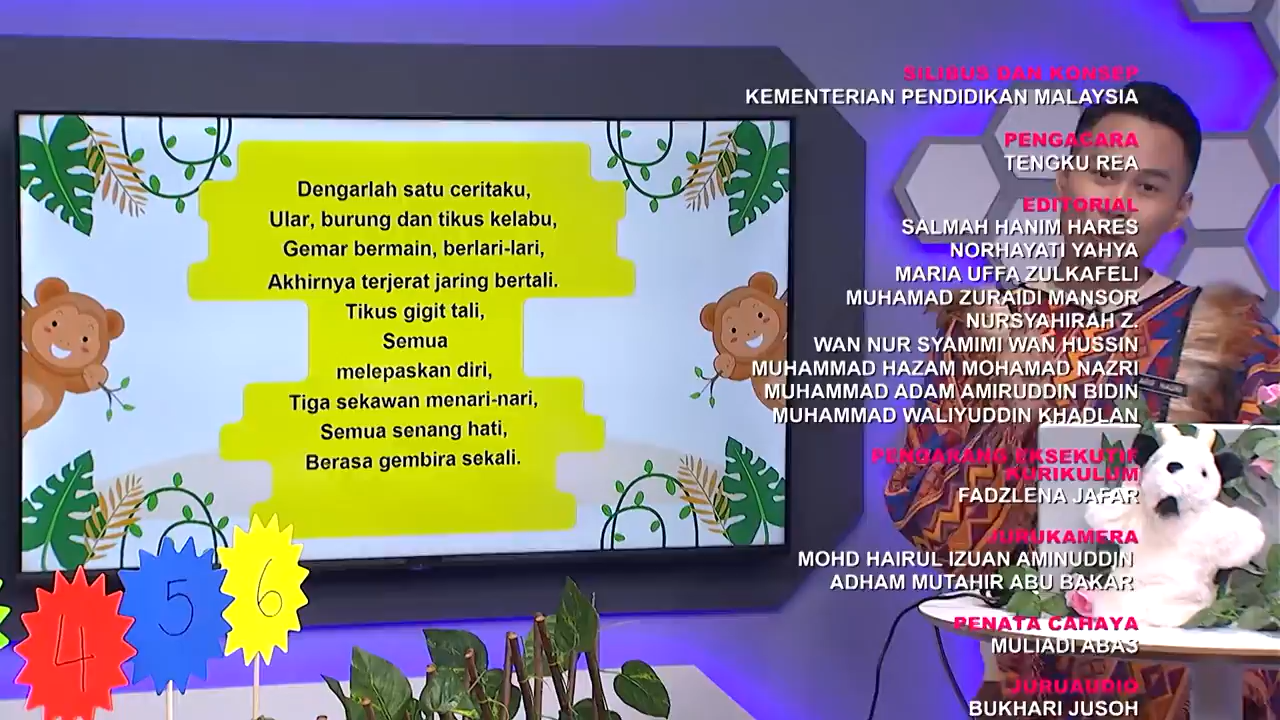 Dengarlah satu ceritaku,
Ular, burung dan tikus kelabu,
Gemar bermain, berlari-lari,
Akhirnya terjerat jaring bertali.
Tikus gigit tali,
Semua
melepaskan diri,
Tiga sekawan menari-nari,
Semua senang hati,
Berasa gembira sekali.
4
5
6
SILIBUS DAN KONSEP
KEMENTERIAN PENDIDIKAN MALAYSIA
PENGACARA
TENGKU REA
EDITORIAL
SALMAH HANIM HARES
NORHAYATI YAHYA
MARIA UFFA ZULKAFELI
MUHAMAD ZURAIDI MANSOR
NURSYAHIRAH Z.
WAN NUR SYAMIMI WAN HUSSIN
MUHAMMAD HAZAM MOHAMAD NAZRI
MUHAMMAD ADAM AMIRUDDIN BIDIN
MUHAMMAD WALIYUDDIN KHADLAN
PENGARANG EKSEKUTIF
KURIKULUM
FADZLENA JAFAR
JURUKAMERA
MOHD HAIRUL IZUAN AMINUDDIN
ADHAM MUTAHIR ABU BAKAR
PENATA CAHAYA
MULIADI ABAS
JURUAUDIO
BUKHARI JUSOH